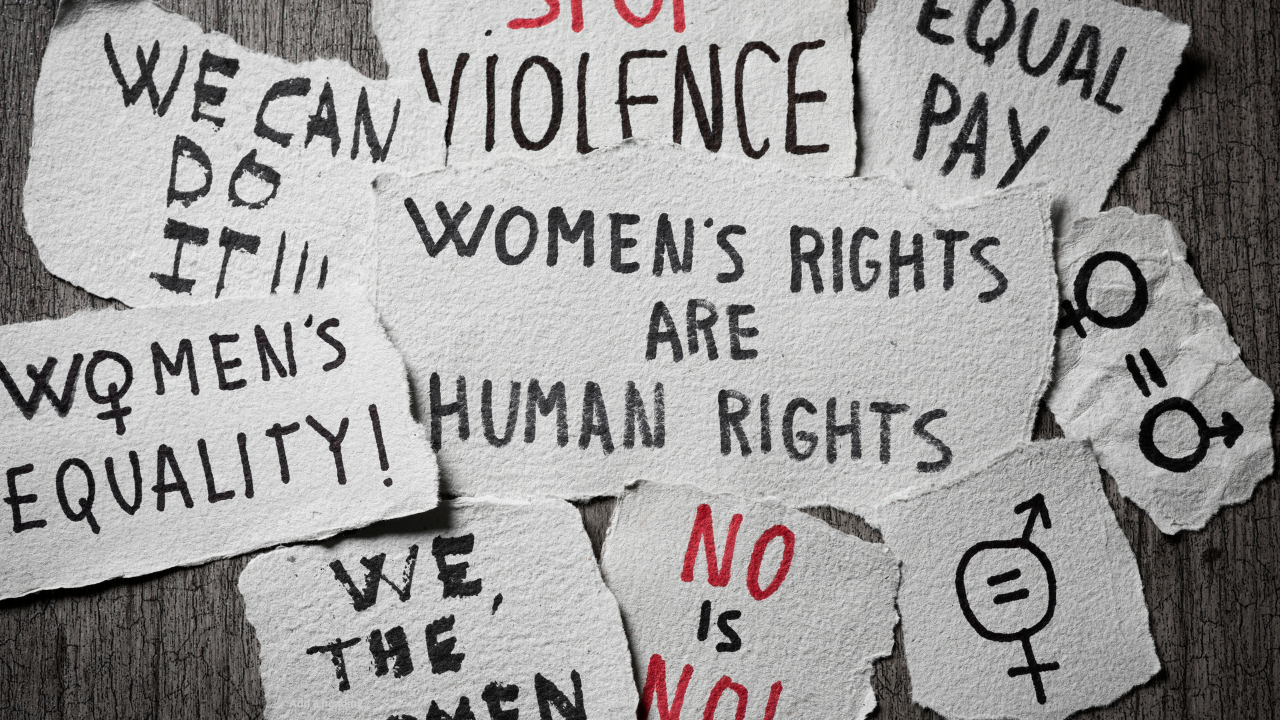 WE CAN
DO
IT!!!
STOP
VIOLENCE
EQUAL
PAY
WOMEN'S RIGHTS
ARE
HUMAN RIGHTS
WOMEN'S
EQUALITY!
WE,
THE
WOMEN
NO
IS
NO!